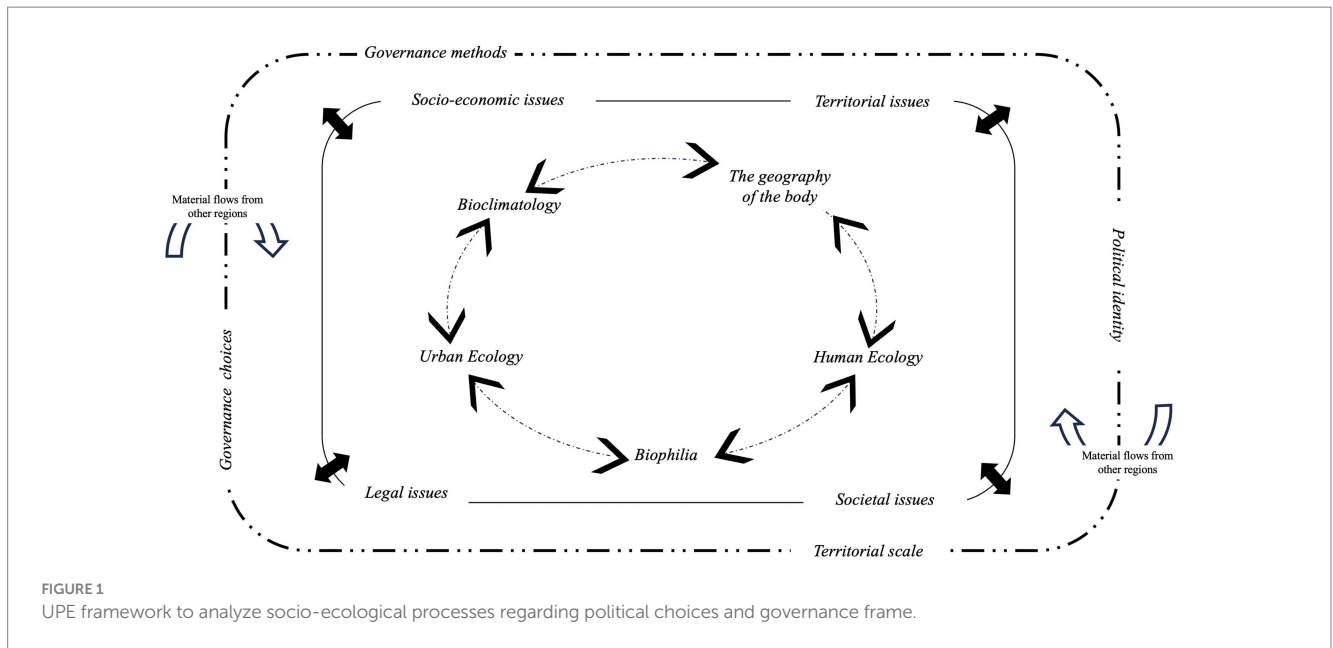 Governance methods
Socio-economic issues
Territorial issues
The geography
of the body
Bioclimatology
Material flows from
other regions
Political identity
Governance choices
Urban Ecology
Human Ecology
Biophilia
Material flows from
other regions
Legal issues
Societal issues
Territorial scale
FIGURE 1
UPE framework to analyze socio-ecological processes regarding political choices and governance frame.